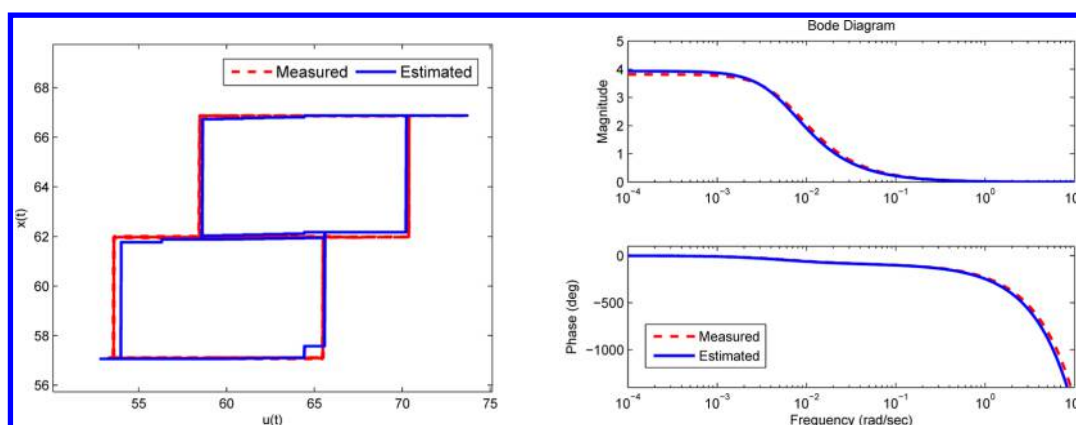 Measured Estimated
68
66
64
62
60
58
56
x(t)
55 60 65 70 75
u(t)
Bode Diagram
5
4
3
2
1
0
Magnitude
10⁻⁴ 10⁻³ 10⁻² 10⁻¹ 10⁰ 10
0
−500
−1000
Phase (deg)
Measured
Estimated
10⁻⁴ 10⁻³ 10⁻² 10⁻¹ 10⁰ 10
Frequency (rad/sec)